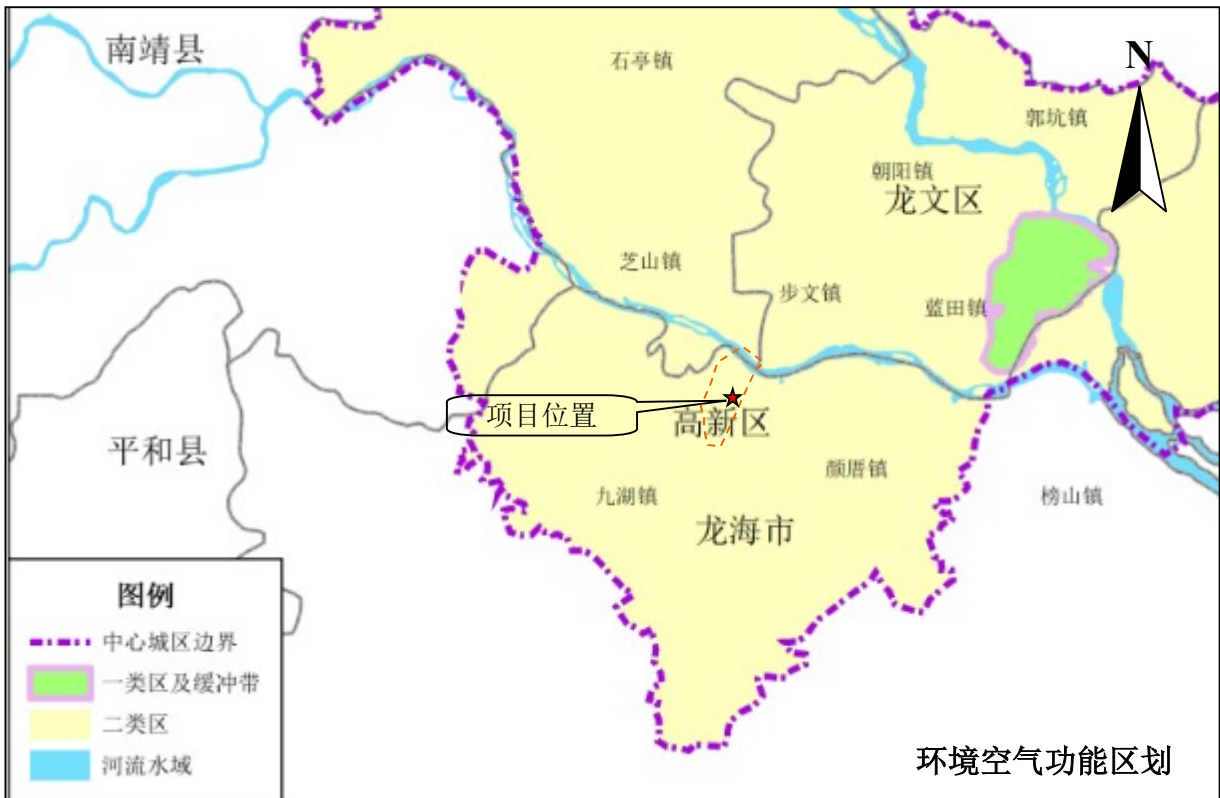 南靖县
石亭镇
N
郭坑镇
朝阳镇
龙文区
芝山镇
步文镇
蓝田镇
项目位置
高新区
平和县
颜厝镇
九湖镇
榜山镇
龙海市
图例
中心城区边界
一类区及缓冲带
二类区
河流水域
环境空气功能区划